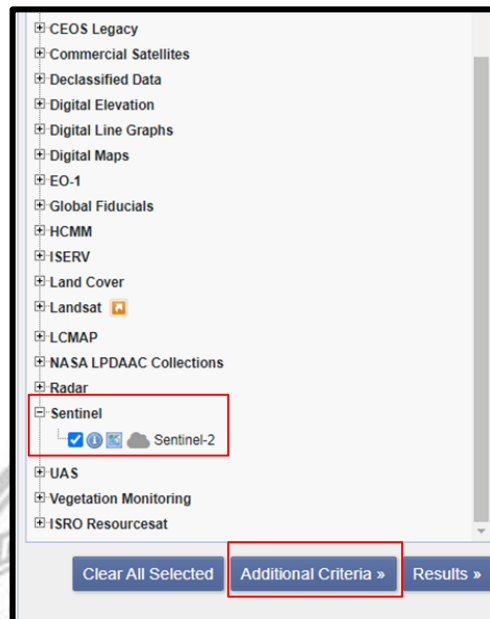 CEOS Legacy
Commercial Satellites
Declassified Data
Digital Elevation
Digital Line Graphs
Digital Maps
EO-1
Global Fiducials
HCMM
ISERV
Land Cover
Landsat
LCMAP
NASA LPDAAC Collections
Radar
Sentinel
Sentinel-2
UAS
Vegetation Monitoring
ISRO Resourcesat
Clear All Selected Additional Criteria » Results »